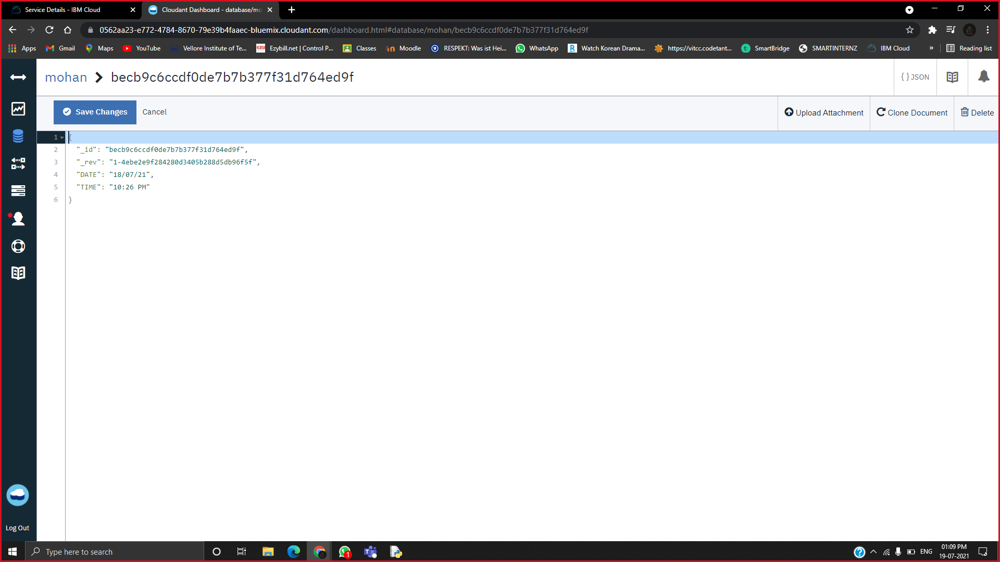 Service Details - IBM Cloud
Cloudant Dashboard - database/mo
0562aa23-e772-4784-8670-79e39b4faaec-bluemix.cloudant.com/dashboard.html#database/mohan/becb9c6ccdf0de7b7b377f31d764ed9f
Apps Gmail Maps YouTube Vellore Institute of Te... Ezybill.net | Control P... Classes Moodle RESPEKT: Was ist Hei... WhatsApp Watch Korean Drama... https://vitcc.codetant... SmartBridge SMARTINTERNZ IBM Cloud » Reading list
mohan > becb9c6ccdf0de7b7b377f31d764ed9f
{ } JSON
Save Changes Cancel Upload Attachment Clone Document Delete
1 {
2 "_id": "becb9c6ccdf0de7b7b377f31d764ed9f",
3 "_rev": "1-4ebe2e9f284280d3405b288d5db96f5f",
4 "DATE": "18/07/21",
5 "TIME": "10:26 PM"
6 }
Log Out
Type here to search
1
ENG
01:09 PM
19-07-2021